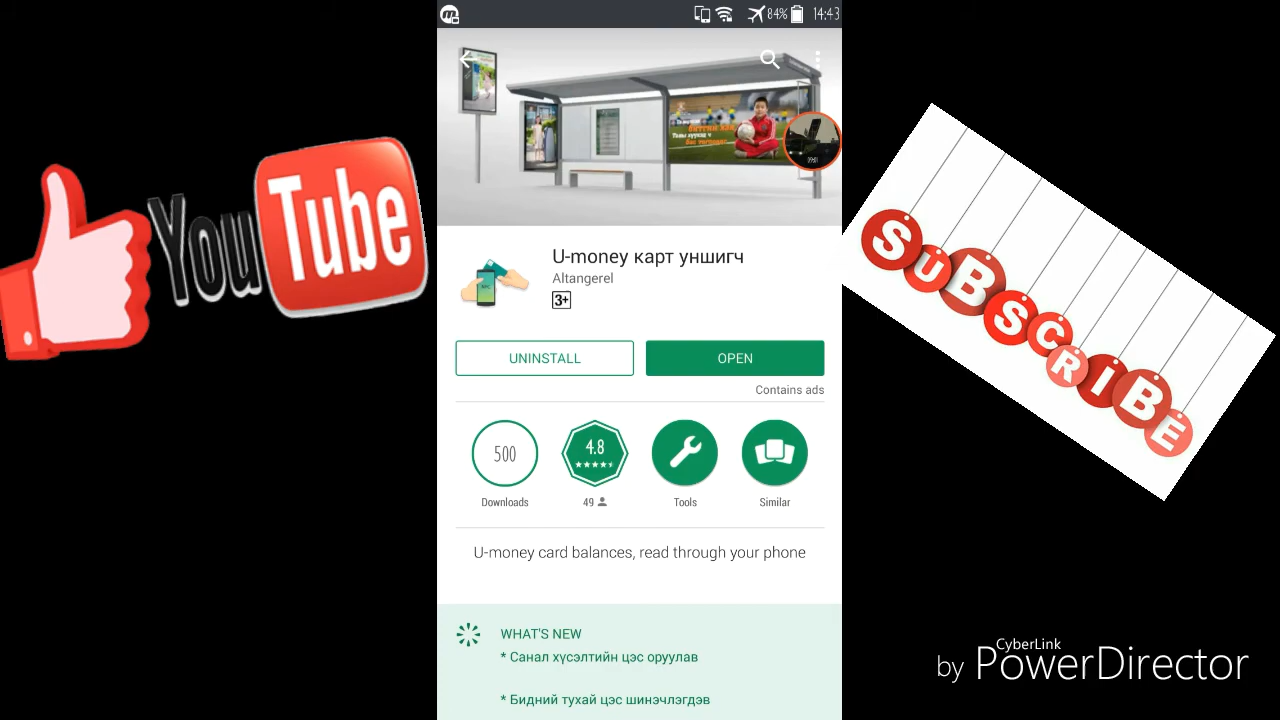 84% 14:43
09:01
U-money карт уншигч
Altangerel
3+
UNINSTALL
OPEN
Contains ads
500
4.8
Downloads
49
Tools
Similar
U-money card balances, read through your phone
WHAT'S NEW
* Санал хүсэлтийн цэс оруулав
* Бидний тухай цэс шинэчлэгдэв
YouTube
SUBSCRIBE
CyberLink
by PowerDirector